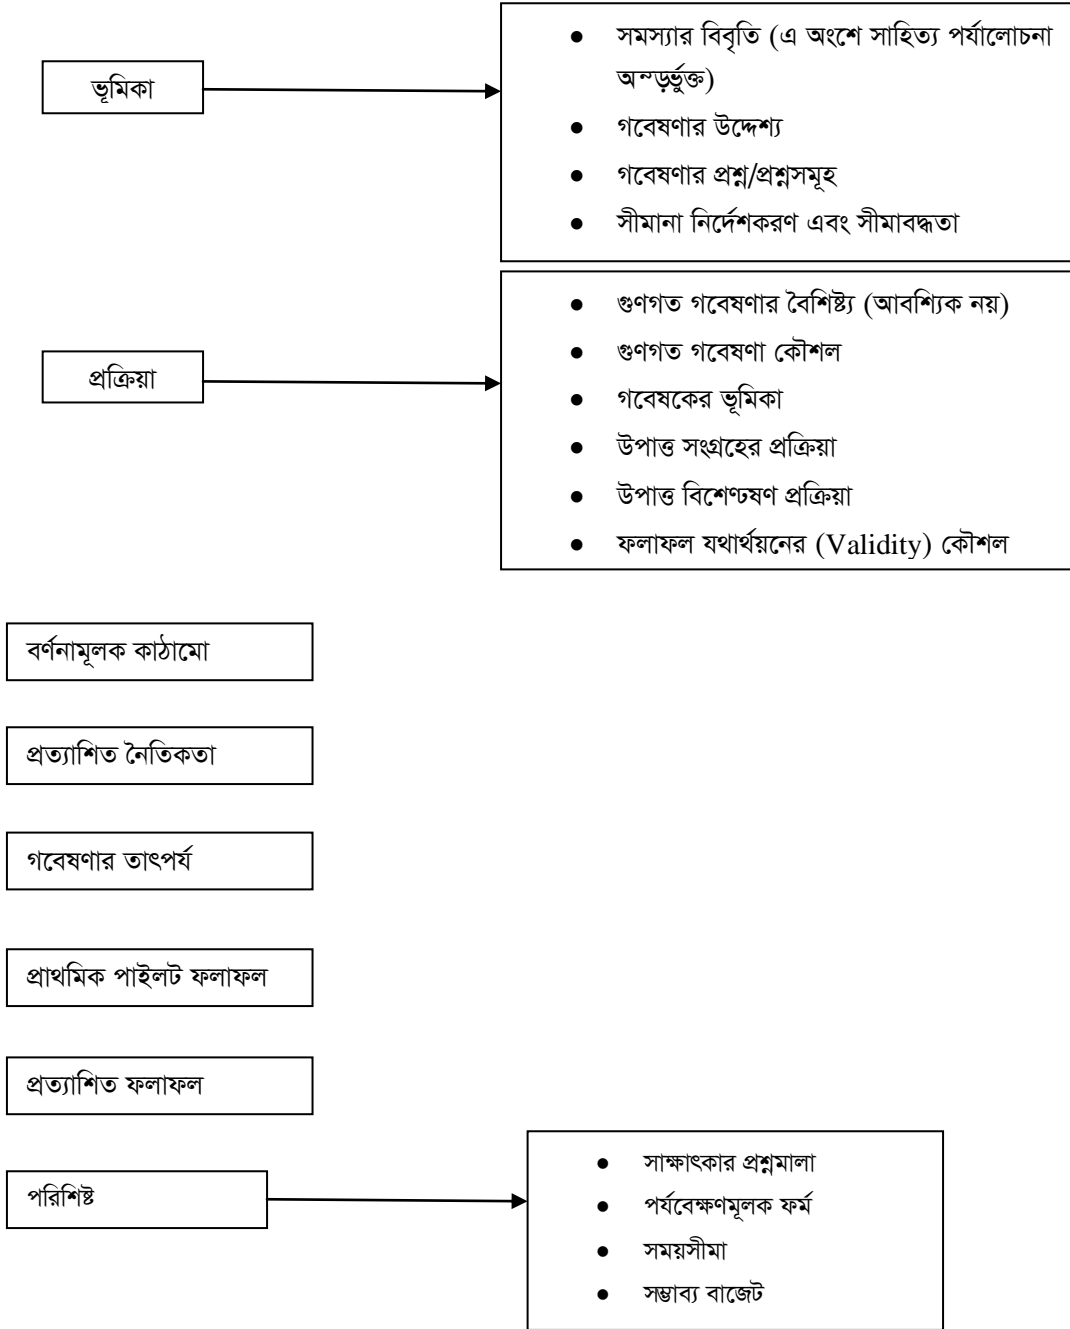 ভূমিকা
• সমস্যার বিবৃতি (এ অংশে সাহিত্য পর্যালোচনা
অন্ড়র্ভুক্ত)
• গবেষণার উদ্দেশ্য
• গবেষণার প্রশ্ন/প্রশ্নসমূহ
• সীমানা নির্দেশকরণ এবং সীমাবদ্ধতা
প্রক্রিয়া
• গুণগত গবেষণার বৈশিষ্ট্য (আবশ্যিক নয়)
• গুণগত গবেষণা কৌশল
• গবেষকের ভূমিকা
• উপাত্ত সংগ্রহের প্রক্রিয়া
• উপাত্ত বিশেণ্ঢষণ প্রক্রিয়া
• ফলাফল যথার্থয়নের (Validity) কৌশল
বর্ণনামূলক কাঠামো
প্রত্যাশিত নৈতিকতা
গবেষণার তাৎপর্য
প্রাথমিক পাইলট ফলাফল
প্রত্যাশিত ফলাফল
পরিশিষ্ট
• সাক্ষাৎকার প্রশ্নমালা
• পর্যবেক্ষণমূলক ফর্ম
• সময়সীমা
• সম্ভাব্য বাজেট